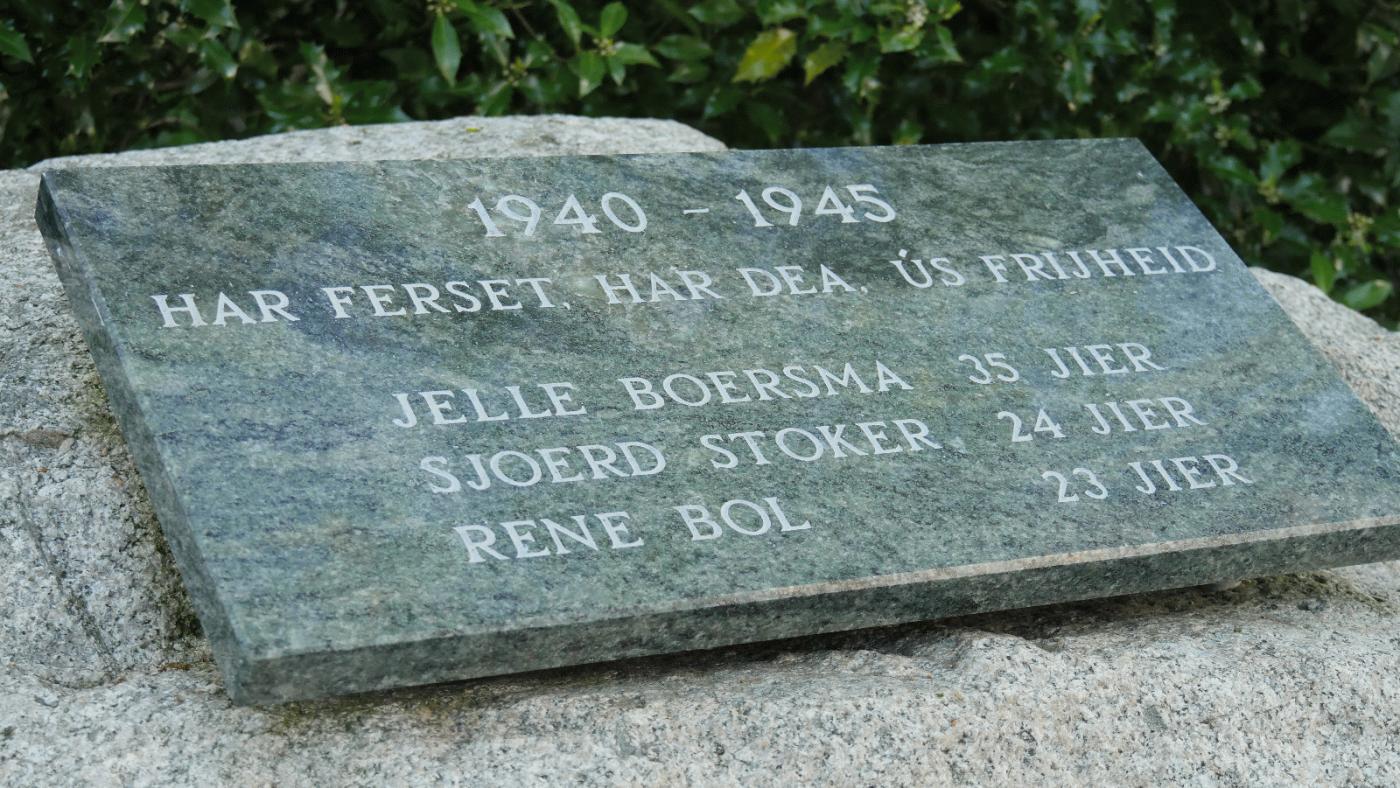 1940 - 1945
HAR FERSET, HAR DEA, ÚS FRIJHEID
JELLE BOERSMA 35 JIER
SJOERD STOKER 24 JIER
RENE BOL 23 JIER